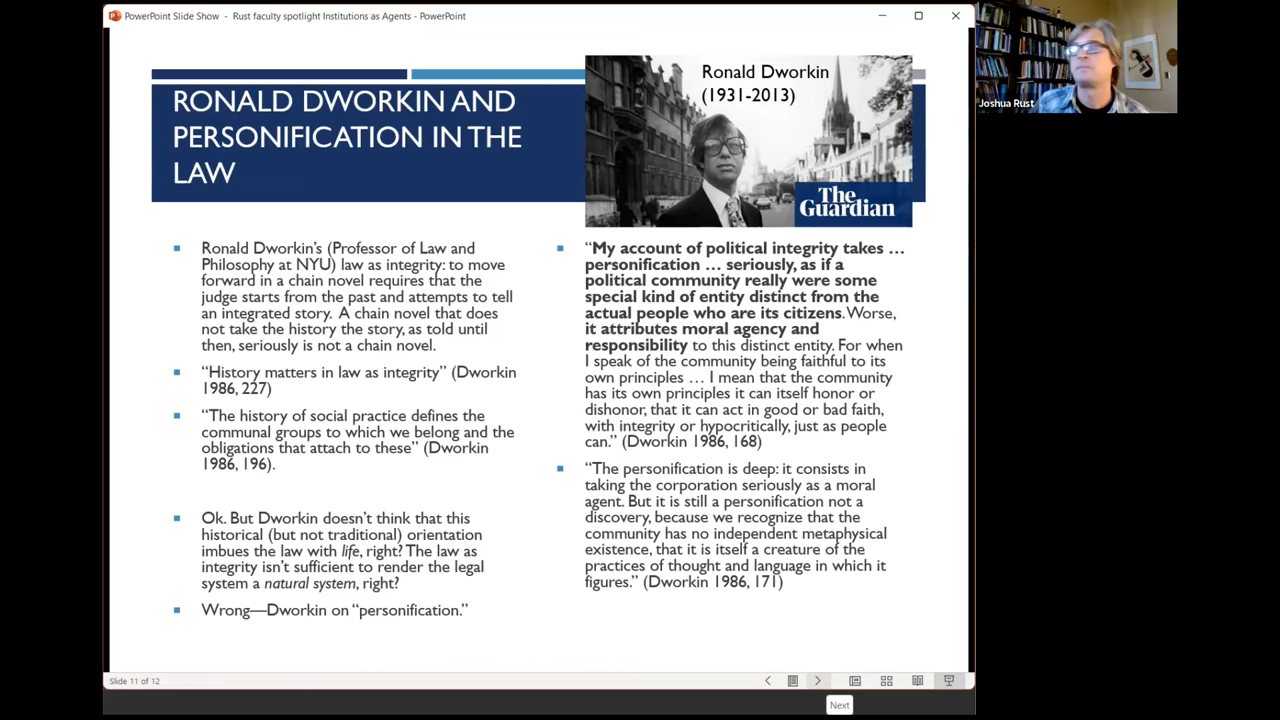 PowerPoint Slide Show - Rust faculty spotlight Institutions as Agents - PowerPoint
RONALD DWORKIN AND
PERSONIFICATION IN THE
LAW
Ronald Dworkin
(1931-2013)
The
Guardian
Joshua Rust
Ronald Dworkin's (Professor of Law and
Philosophy at NYU) law as integrity: to move
forward in a chain novel requires that the
judge starts from the past and attempts to tell
an integrated story. A chain novel that does
not take the history the story, as told until
then, seriously is not a chain novel.
"History matters in law as integrity" (Dworkin
1986, 227)
"The history of social practice defines the
communal groups to which we belong and the
obligations that attach to these" (Dworkin
1986, 196).
Ok. But Dworkin doesn't think that this
historical (but not traditional) orientation
imbues the law with life, right? The law as
integrity isn't sufficient to render the legal
system a natural system, right?
Wrong—Dworkin on "personification."
"My account of political integrity takes …
personification … seriously, as if a
political community really were some
special kind of entity distinct from the
actual people who are its citizens. Worse,
it attributes moral agency and
responsibility to this distinct entity. For when
I speak of the community being faithful to its
own principles … I mean that the community
has its own principles it can itself honor or
dishonor, that it can act in good or bad faith,
with integrity or hypocritically, just as people
can." (Dworkin 1986, 168)
"The personification is deep: it consists in
taking the corporation seriously as a moral
agent. But it is still a personification not a
discovery, because we recognize that the
community has no independent metaphysical
existence, that it is itself a creature of the
practices of thought and language in which it
figures." (Dworkin 1986, 171)
Slide 11 of 12
Next